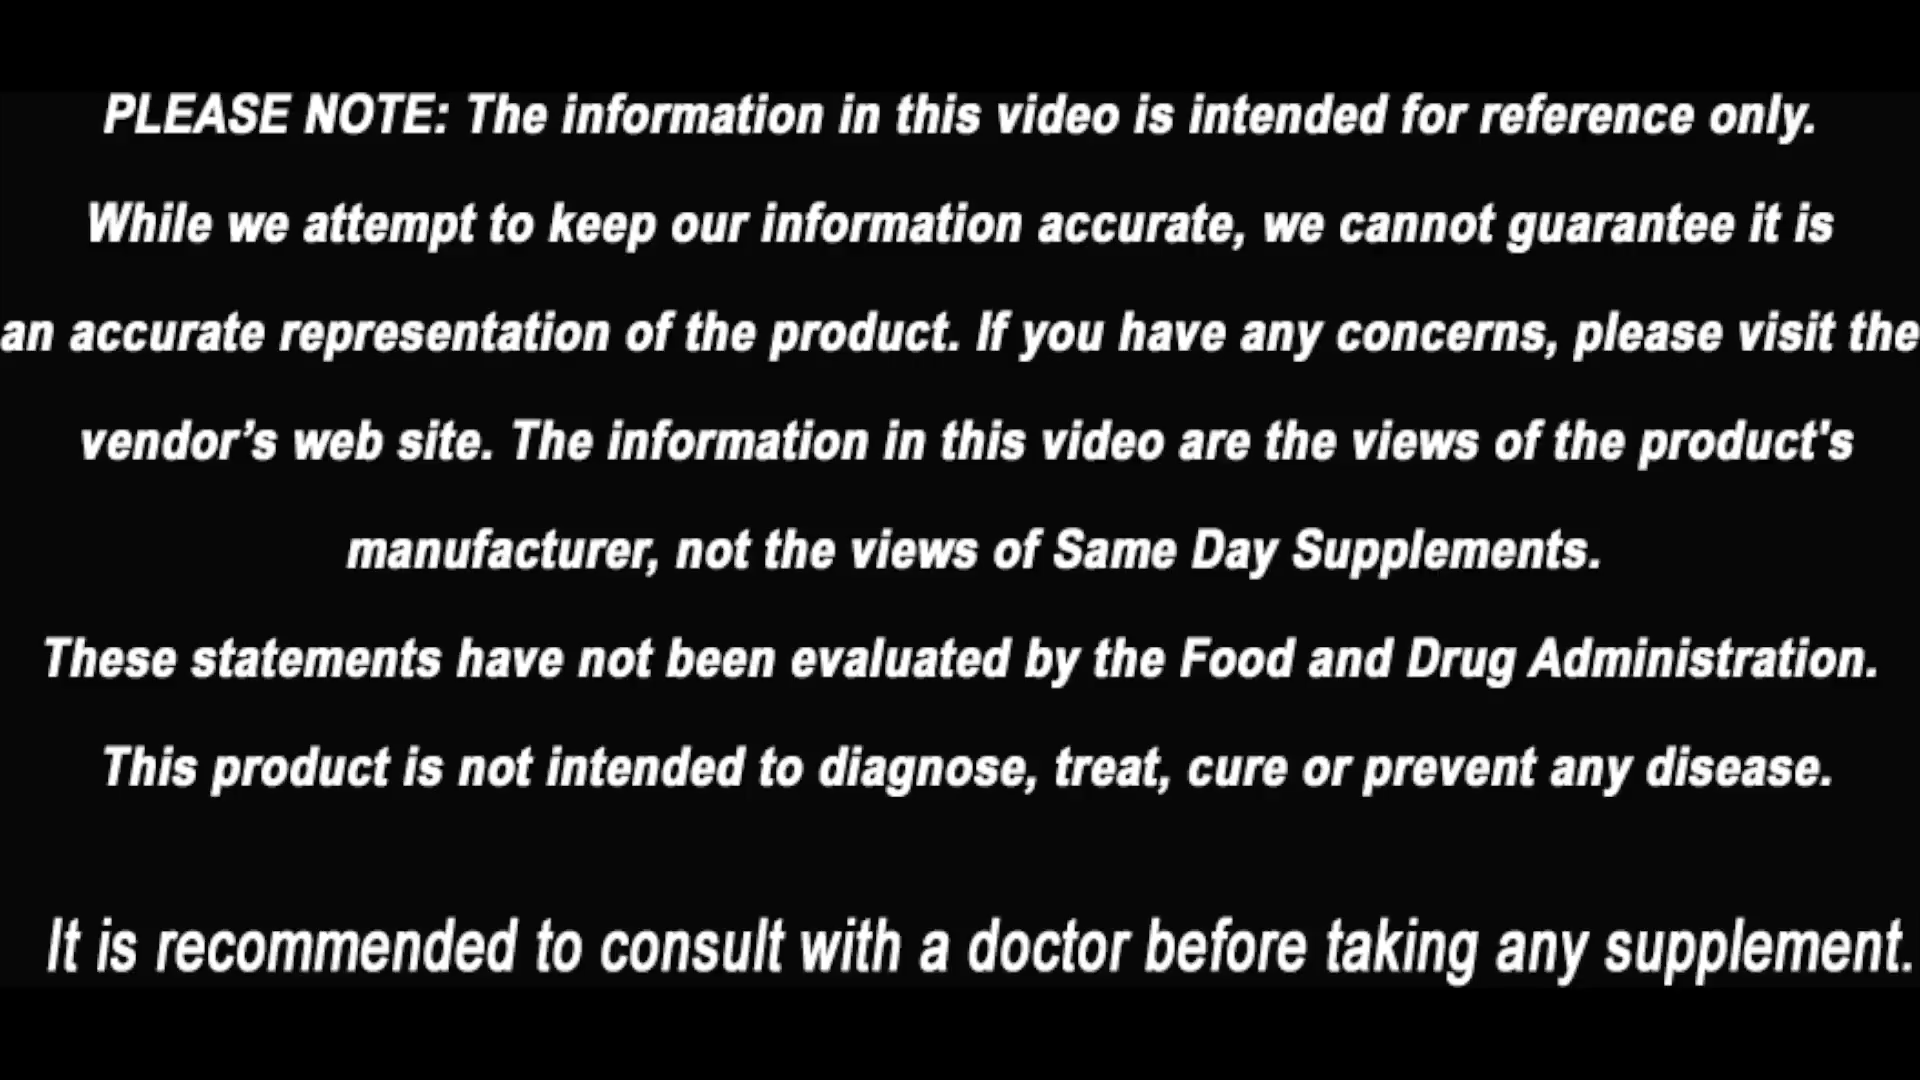 PLEASE NOTE: The information in this video is intended for reference only.
While we attempt to keep our information accurate, we cannot guarantee it is
an accurate representation of the product. If you have any concerns, please visit the
vendor’s web site. The information in this video are the views of the product's
manufacturer, not the views of Same Day Supplements.
These statements have not been evaluated by the Food and Drug Administration.
This product is not intended to diagnose, treat, cure or prevent any disease.
It is recommended to consult with a doctor before taking any supplement.